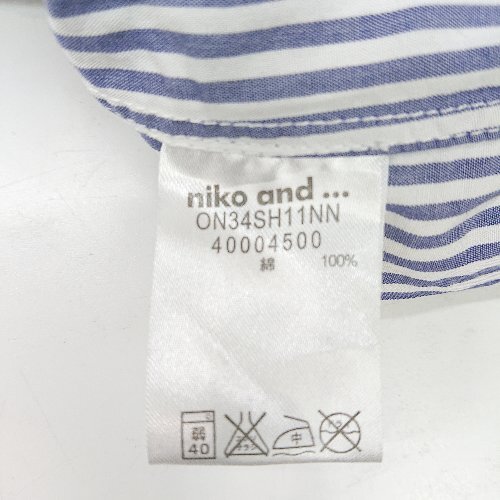 niko and ...
ON34SH11NN
40004500
綿 100%
弱 40 中